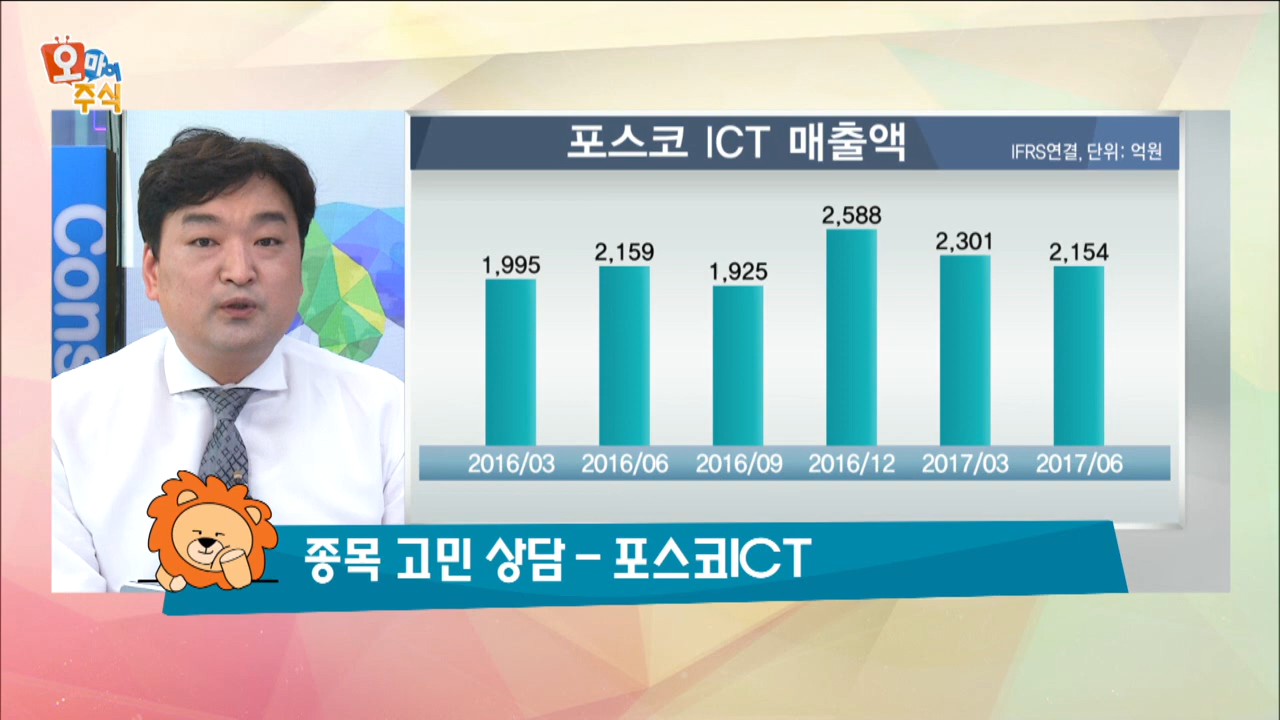 오 마이
주식
Cons
포스코 ICT 매출액
IFRS연결, 단위: 억원
1,995
2,159
1,925
2,588
2,301
2,154
2016/03 2016/06 2016/09 2016/12 2017/03 2017/06
종목 고민 상담 - 포스코ICT